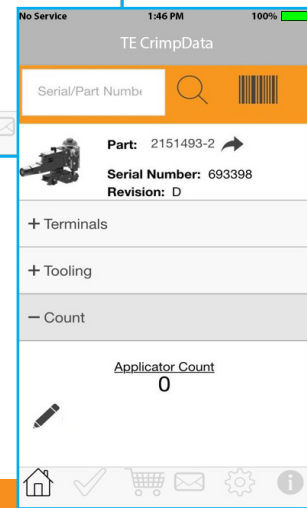 No Service 1:46 PM 100%
TE CrimpData
Serial/Part Numb
Part: 2151493-2
Serial Number: 693398
Revision: D
+ Terminals
+ Tooling
− Count
Applicator Count
0